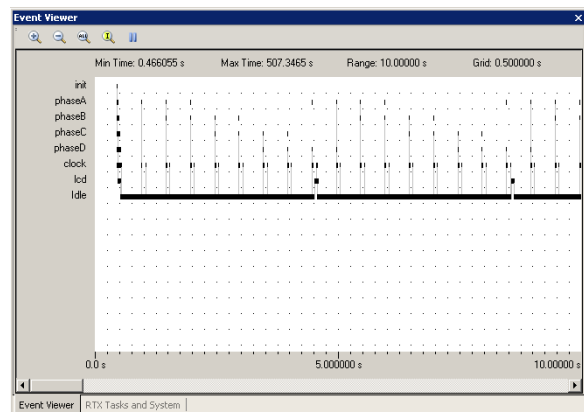 Event Viewer
Min Time: 0.466055 s Max Time: 507.3465 s Range: 10.00000 s Grid: 0.500000 s
init
phaseA
phaseB
phaseC
phaseD
clock
lcd
Idle
0.0 s 5.000000 s 10.00000 s
Event Viewer RTX Tasks and System